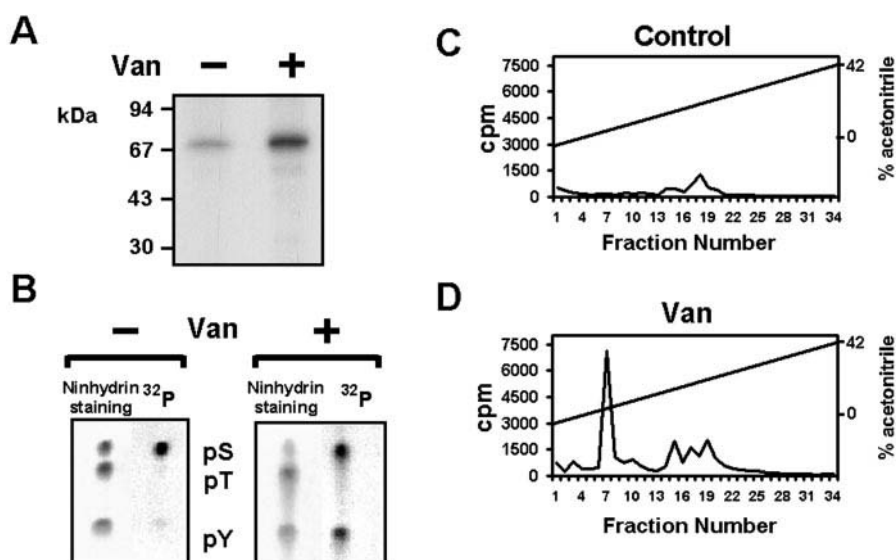 A
Van − +
kDa
94
67
43
30
B
− Van +
Ninhydrin staining 32P
Ninhydrin staining 32P
pS
pT
pY
C
Control
7500
6000
4500
3000
1500
0
cpm
42
0
% acetonitrile
1 4 7 10 13 16 19 22 25 28 31 34
Fraction Number
D
Van
7500
6000
4500
3000
1500
0
cpm
42
0
% acetonitrile
1 4 7 10 13 16 19 22 25 28 31 34
Fraction Number